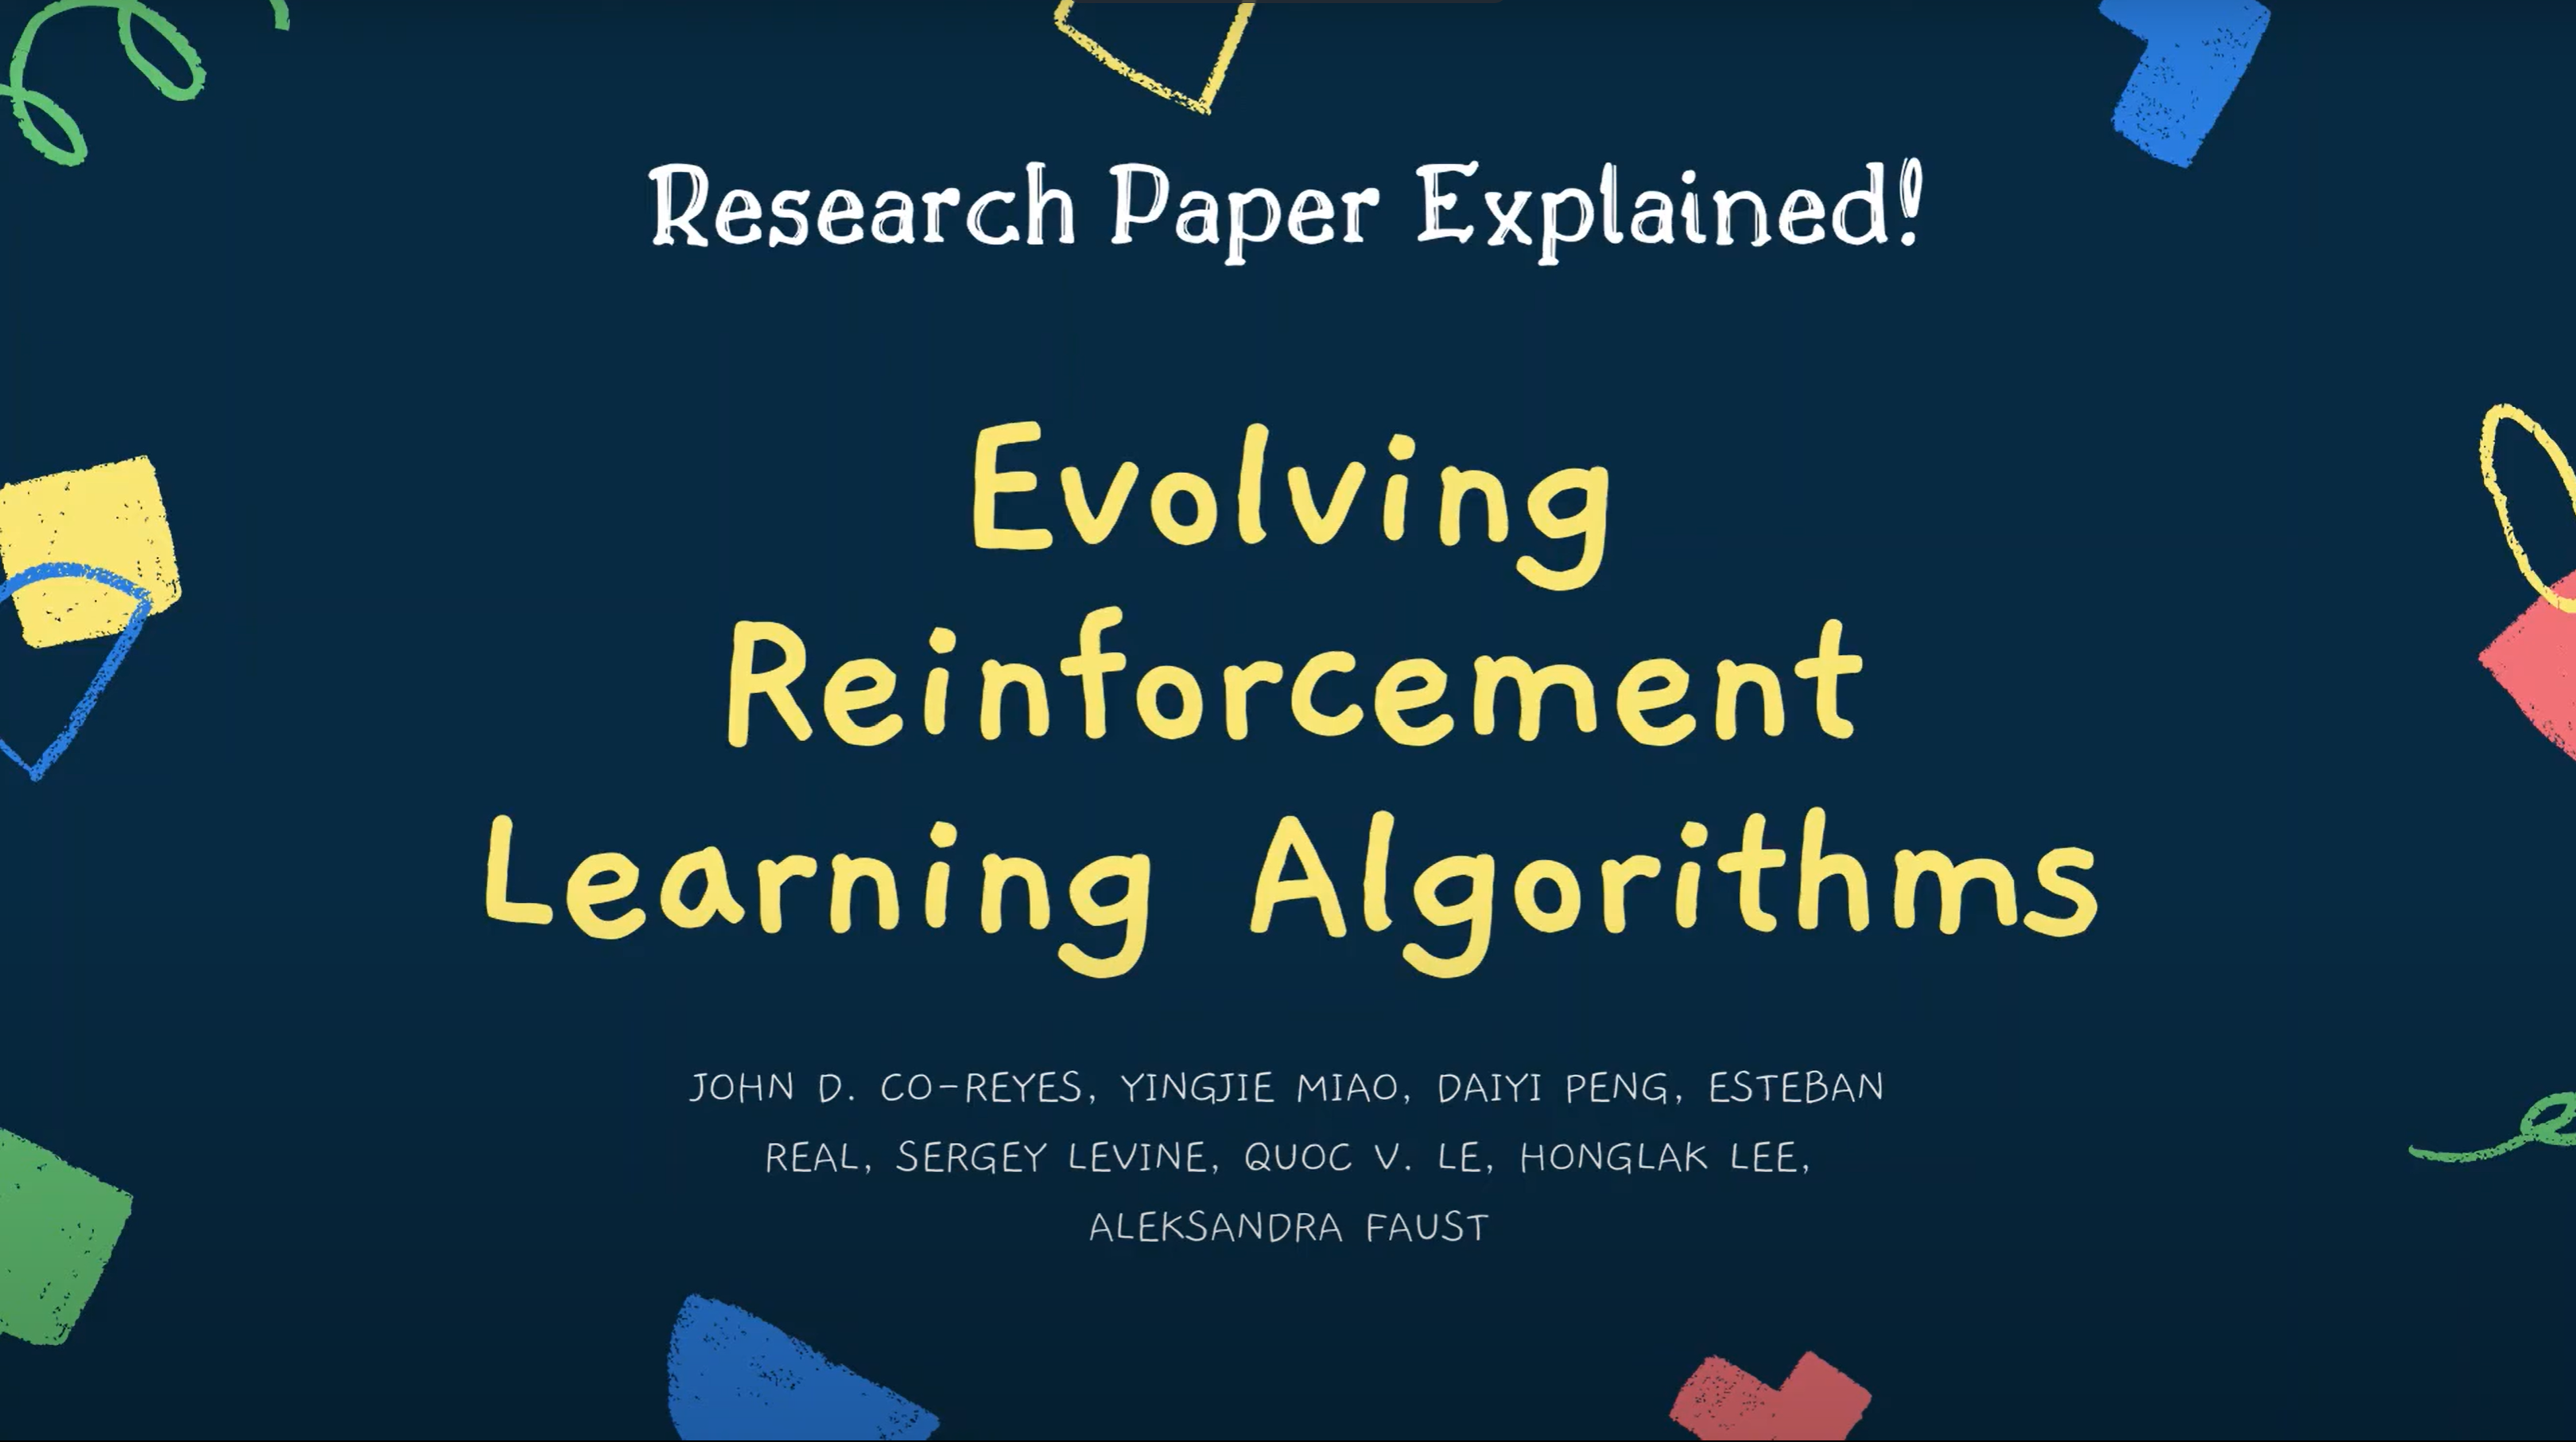 Research Paper Explained!
Evolving
Reinforcement
Learning Algorithms
JOHN D. CO-REYES, YINGJIE MIAO, DAIYI PENG, ESTEBAN
REAL, SERGEY LEVINE, QUOC V. LE, HONGLAK LEE,
ALEKSANDRA FAUST